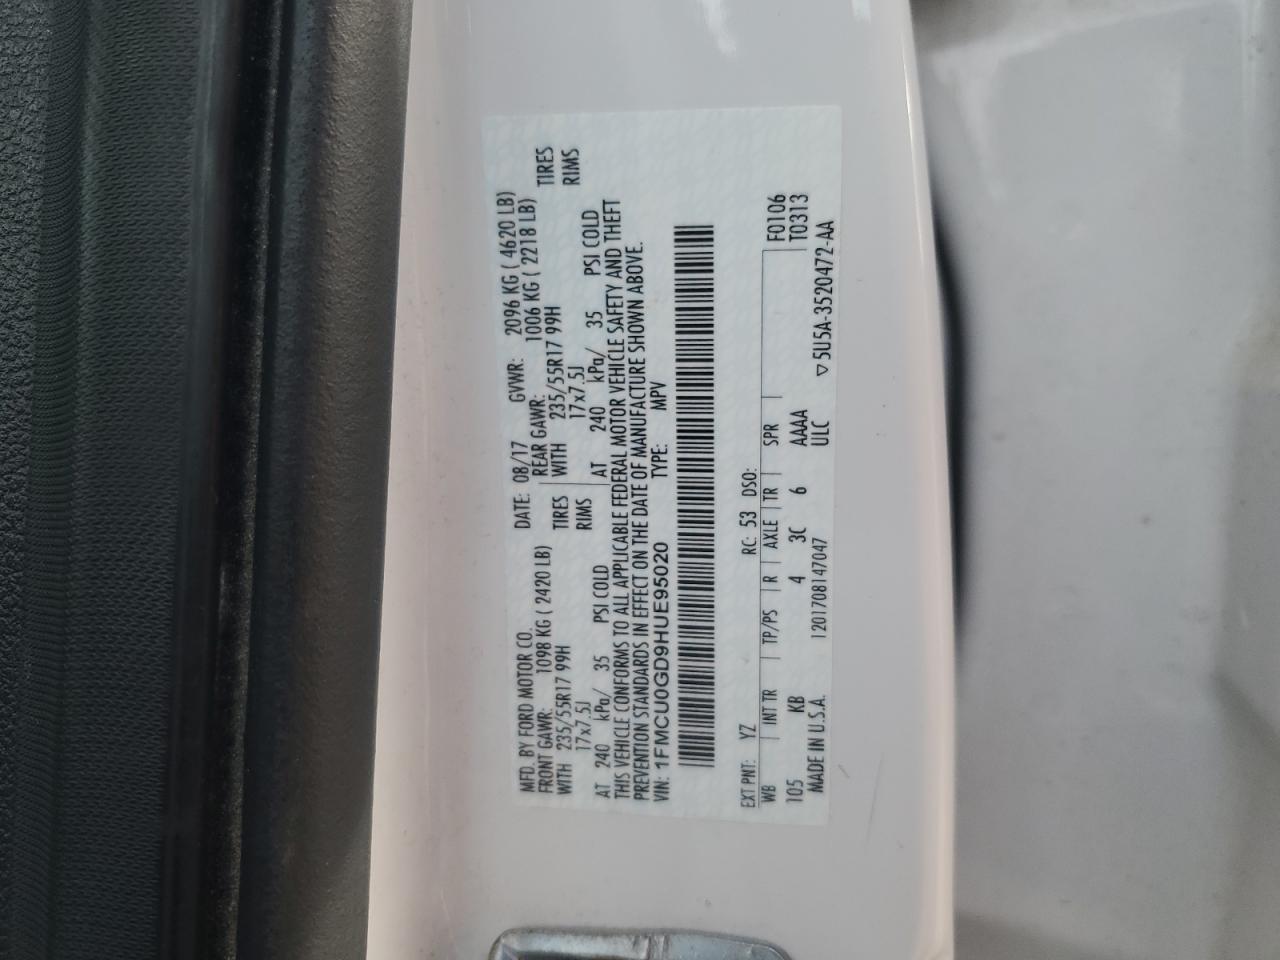 MFD. BY FORD MOTOR CO. DATE: 08/17 GVWR: 2096 KG ( 4620 LB)
FRONT GAWR: 1098 KG ( 2420 LB) REAR GAWR: 1006 KG ( 2218 LB)
WITH 235/55R17 99H TIRES WITH 235/55R17 99H TIRES
17x7.5J RIMS 17x7.5J RIMS
AT 240 kPa/ 35 PSI COLD AT 240 kPa/ 35 PSI COLD
THIS VEHICLE CONFORMS TO ALL APPLICABLE FEDERAL MOTOR VEHICLE SAFETY AND THEFT
PREVENTION STANDARDS IN EFFECT ON THE DATE OF MANUFACTURE SHOWN ABOVE.
VIN: 1FMCU0GD9HUE95020 TYPE: MPV
EXT PNT: YZ RC: 53 DSO:
WB INT TR TP/PS R AXLE TR SPR F0106
105 KB 4 3C 6 AAAA T0313
MADE IN U.S.A. 1201708147047 ULC ▽5U5A-3520472-AA